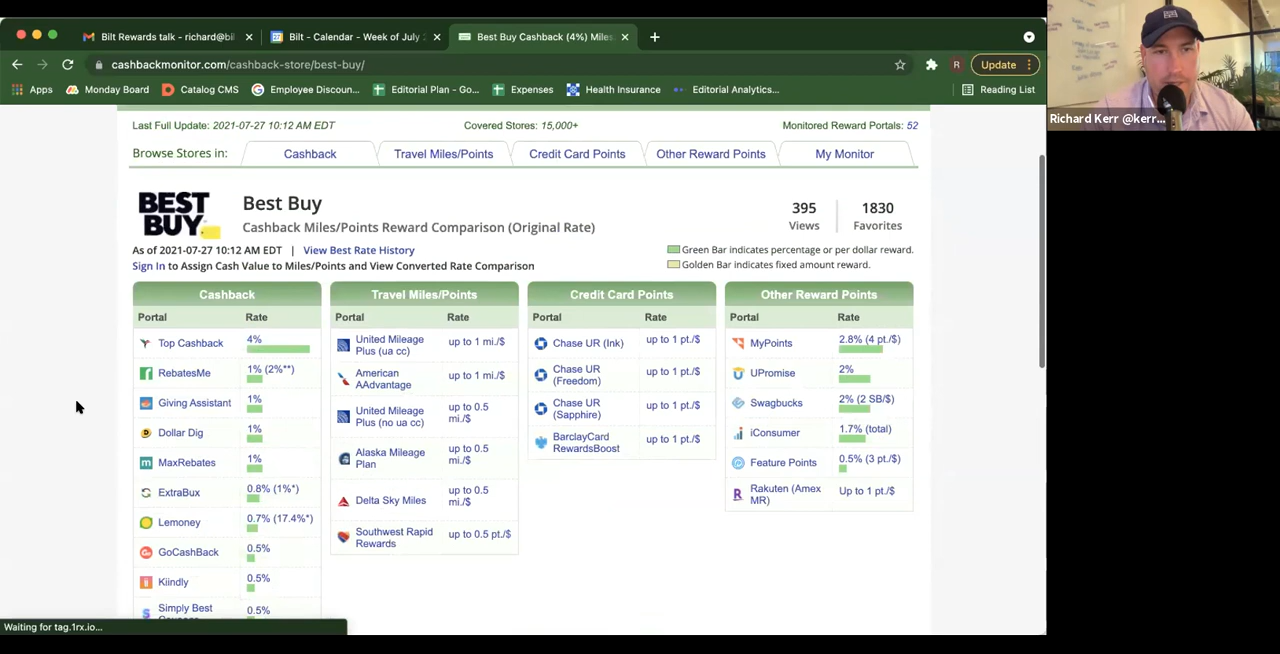 Bilt Rewards talk - richard@bil
Bilt - Calendar - Week of July
Best Buy Cashback (4%) Miles
cashbackmonitor.com/cashback-store/best-buy/
R
Update
Apps
Monday Board
Catalog CMS
Employee Discoun...
Editorial Plan - Go...
Expenses
Health Insurance
Editorial Analytics...
Reading List
Richard Kerr @kerr...
Last Full Update: 2021-07-27 10:12 AM EDT
Covered Stores: 15,000+
Monitored Reward Portals: 52
Browse Stores in:
Cashback
Travel Miles/Points
Credit Card Points
Other Reward Points
My Monitor
BEST
BUY
Best Buy
Cashback Miles/Points Reward Comparison (Original Rate)
395
Views
1830
Favorites
As of 2021-07-27 10:12 AM EDT | View Best Rate History
Sign In to Assign Cash Value to Miles/Points and View Converted Rate Comparison
Green Bar indicates percentage or per dollar reward.
Golden Bar indicates fixed amount reward.
Cashback
Portal Rate
Top Cashback 4%
RebatesMe 1% (2%**)
Giving Assistant 1%
Dollar Dig 1%
MaxRebates 1%
ExtraBux 0.8% (1%*)
Lemoney 0.7% (17.4%*)
GoCashBack 0.5%
Kiindly 0.5%
Simply Best 0.5%
Travel Miles/Points
Portal Rate
United Mileage up to 1 mi./$
Plus (ua cc)
American up to 1 mi./$
AAdvantage
United Mileage up to 0.5
Plus (no ua cc) mi./$
Alaska Mileage up to 0.5
Plan mi./$
Delta Sky Miles up to 0.5
mi./$
Southwest Rapid up to 0.5 pt./$
Rewards
Credit Card Points
Portal Rate
Chase UR (Ink) up to 1 pt./$
Chase UR up to 1 pt./$
(Freedom)
Chase UR up to 1 pt./$
(Sapphire)
BarclayCard up to 1 pt./$
RewardsBoost
Other Reward Points
Portal Rate
MyPoints 2.8% (4 pt./$)
UPromise 2%
Swagbucks 2% (2 SB/$)
iConsumer 1.7% (total)
Feature Points 0.5% (3 pt./$)
Rakuten (Amex Up to 1 pt./$
MR)
Waiting for tag.1rx.io...